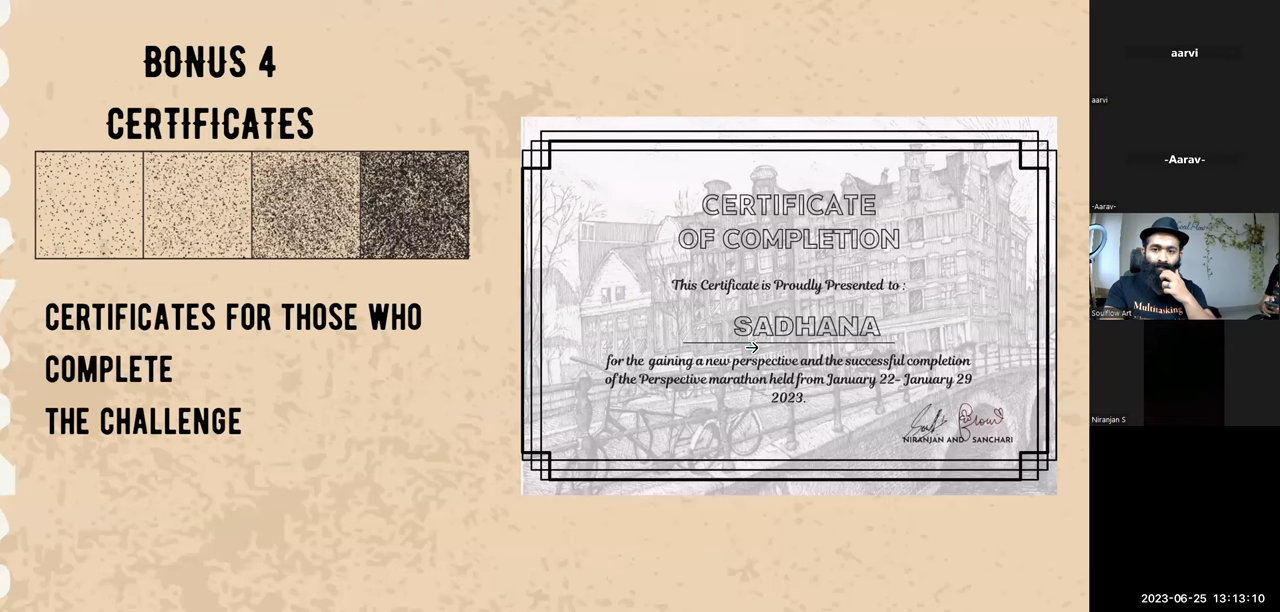 BONUS 4
CERTIFICATES
CERTIFICATES FOR THOSE WHO
COMPLETE
THE CHALLENGE
CERTIFICATE
OF COMPLETION
This Certificate is Proudly Presented to :
SADHANA
for the gaining a new perspective and the successful completion
of the Perspective marathon held from January 22- January 29
2023.
NIRANJAN AND SANCHARI
aarvi
aarvi
-Aarav-
-Aarav-
Multitasking
Soulflow Art
Niranjan S
2023-06-25 13:13:10